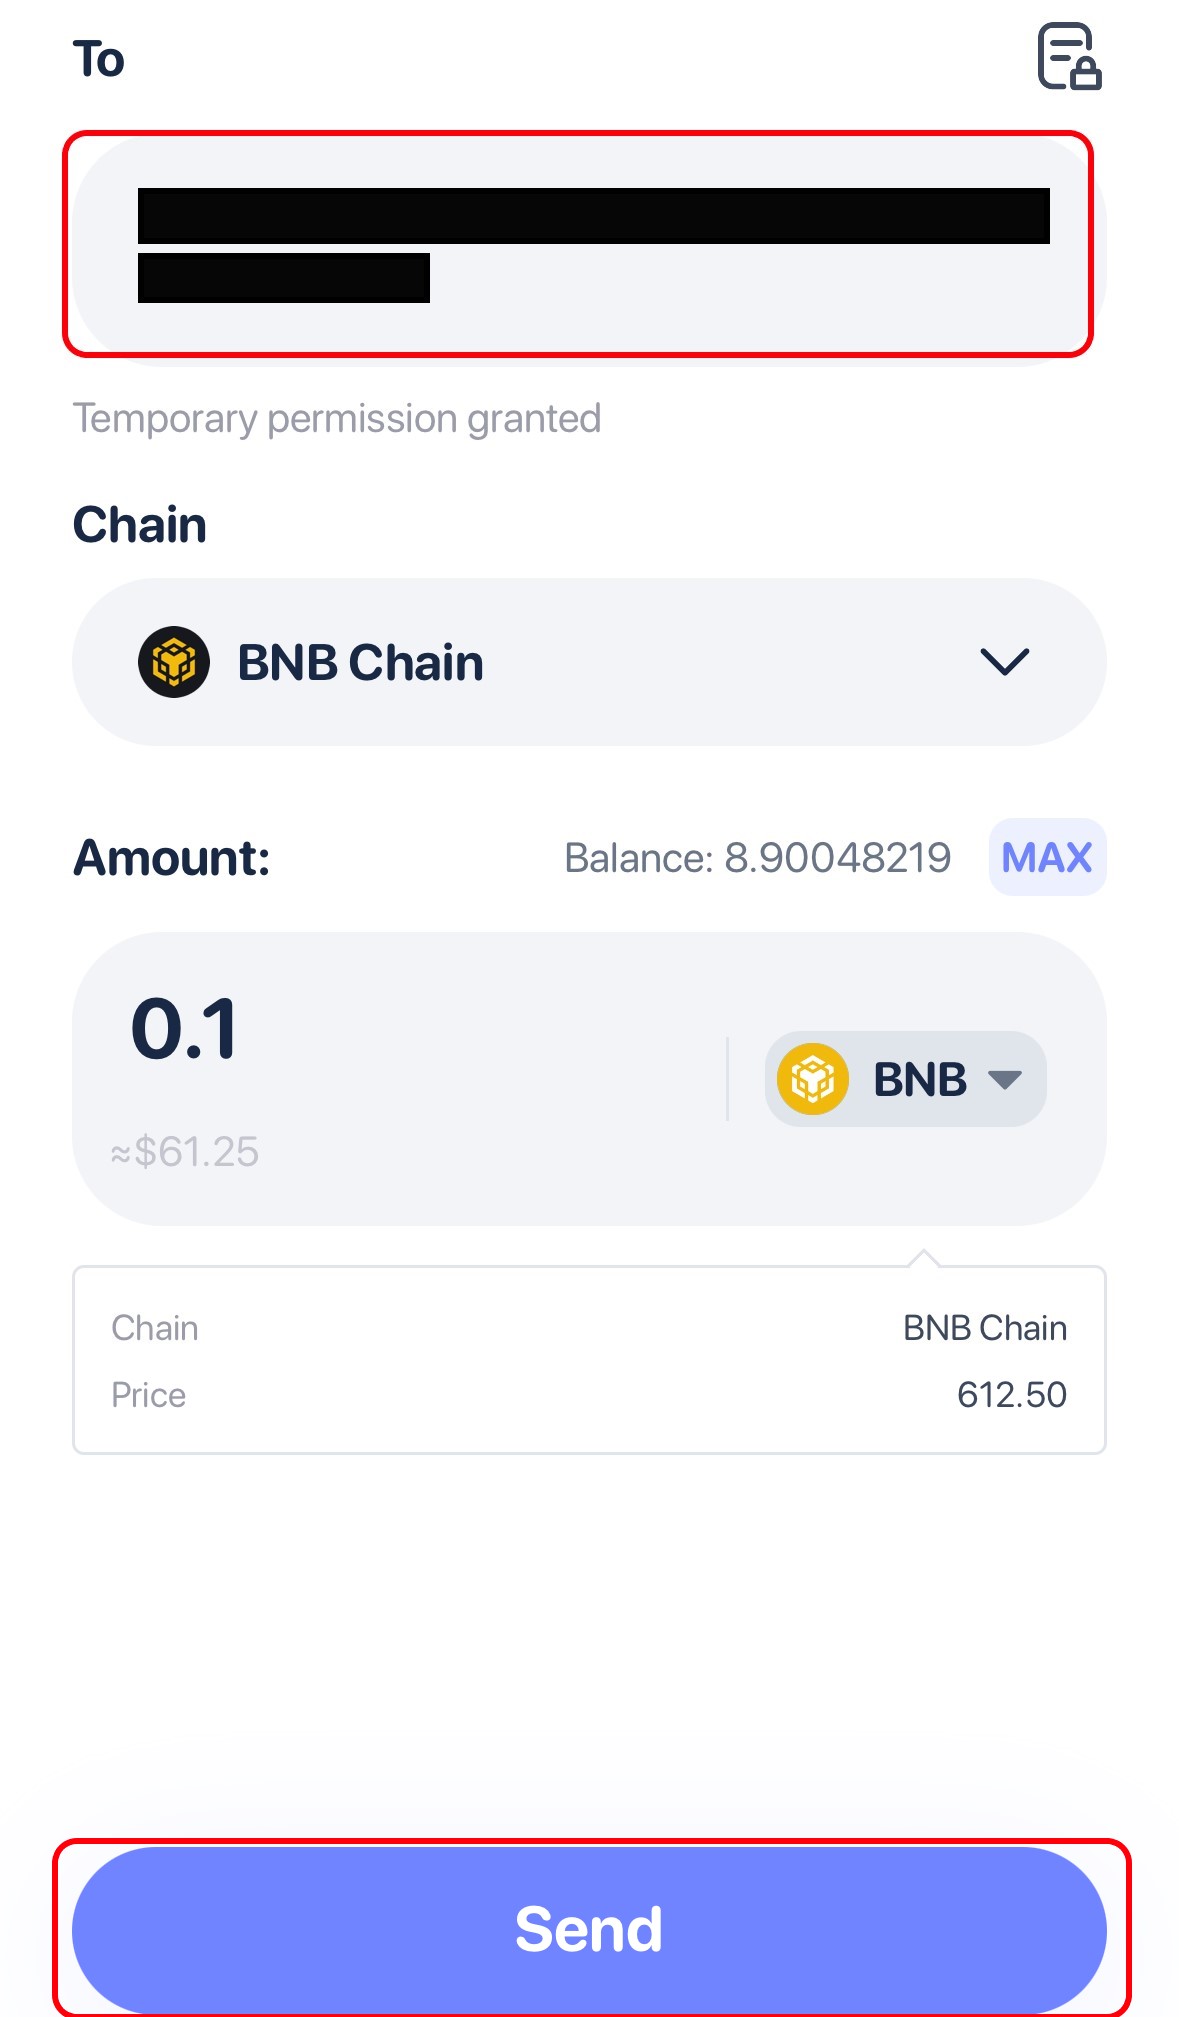 To
Temporary permission granted
Chain
BNB Chain
Amount: Balance: 8.90048219 MAX
0.1
BNB
≈$61.25
Chain BNB Chain
Price 612.50
Send